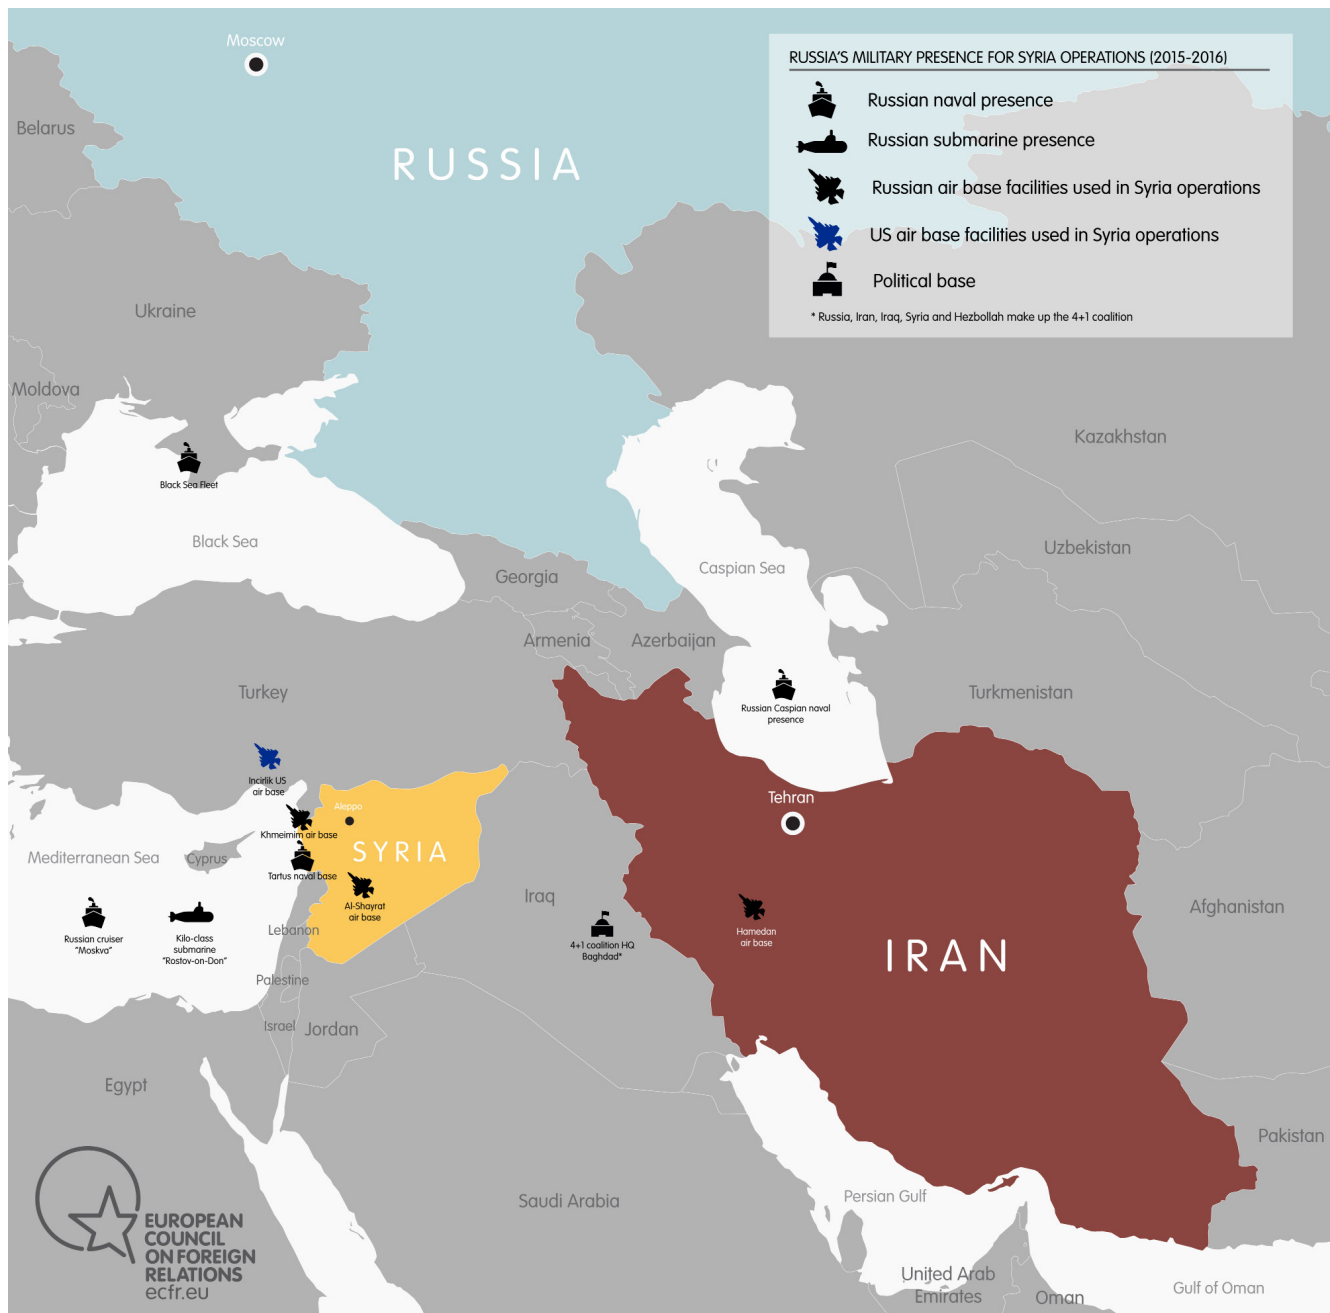 Moscow
RUSSIA'S MILITARY PRESENCE FOR SYRIA OPERATIONS (2015-2016)
Russian naval presence
Russian submarine presence
Russian air base facilities used in Syria operations
US air base facilities used in Syria operations
Political base
* Russia, Iran, Iraq, Syria and Hezbollah make up the 4+1 coalition
Belarus
RUSSIA
Ukraine
Moldova
Kazakhstan
Black Sea Fleet
Black Sea
Uzbekistan
Caspian Sea
Georgia
Armenia
Azerbaijan
Turkey
Turkmenistan
Russian Caspian naval
presence
Incirlik US
air base
Tehran
Aleppo
Khmeimim air base
SYRIA
Mediterranean Sea
Cyprus
Tartus naval base
Al-Shayrat
air base
Iraq
Afghanistan
Lebanon
Russian cruiser
"Moskva"
Kilo-class
submarine
"Rostov-on-Don"
4+1 coalition HQ
Baghdad*
Hamedan
air base
IRAN
Palestine
Israel
Jordan
Egypt
Pakistan
Saudi Arabia
Persian Gulf
EUROPEAN
COUNCIL
ON FOREIGN
RELATIONS
ecfr.eu
United Arab
Emirates
Oman
Gulf of Oman